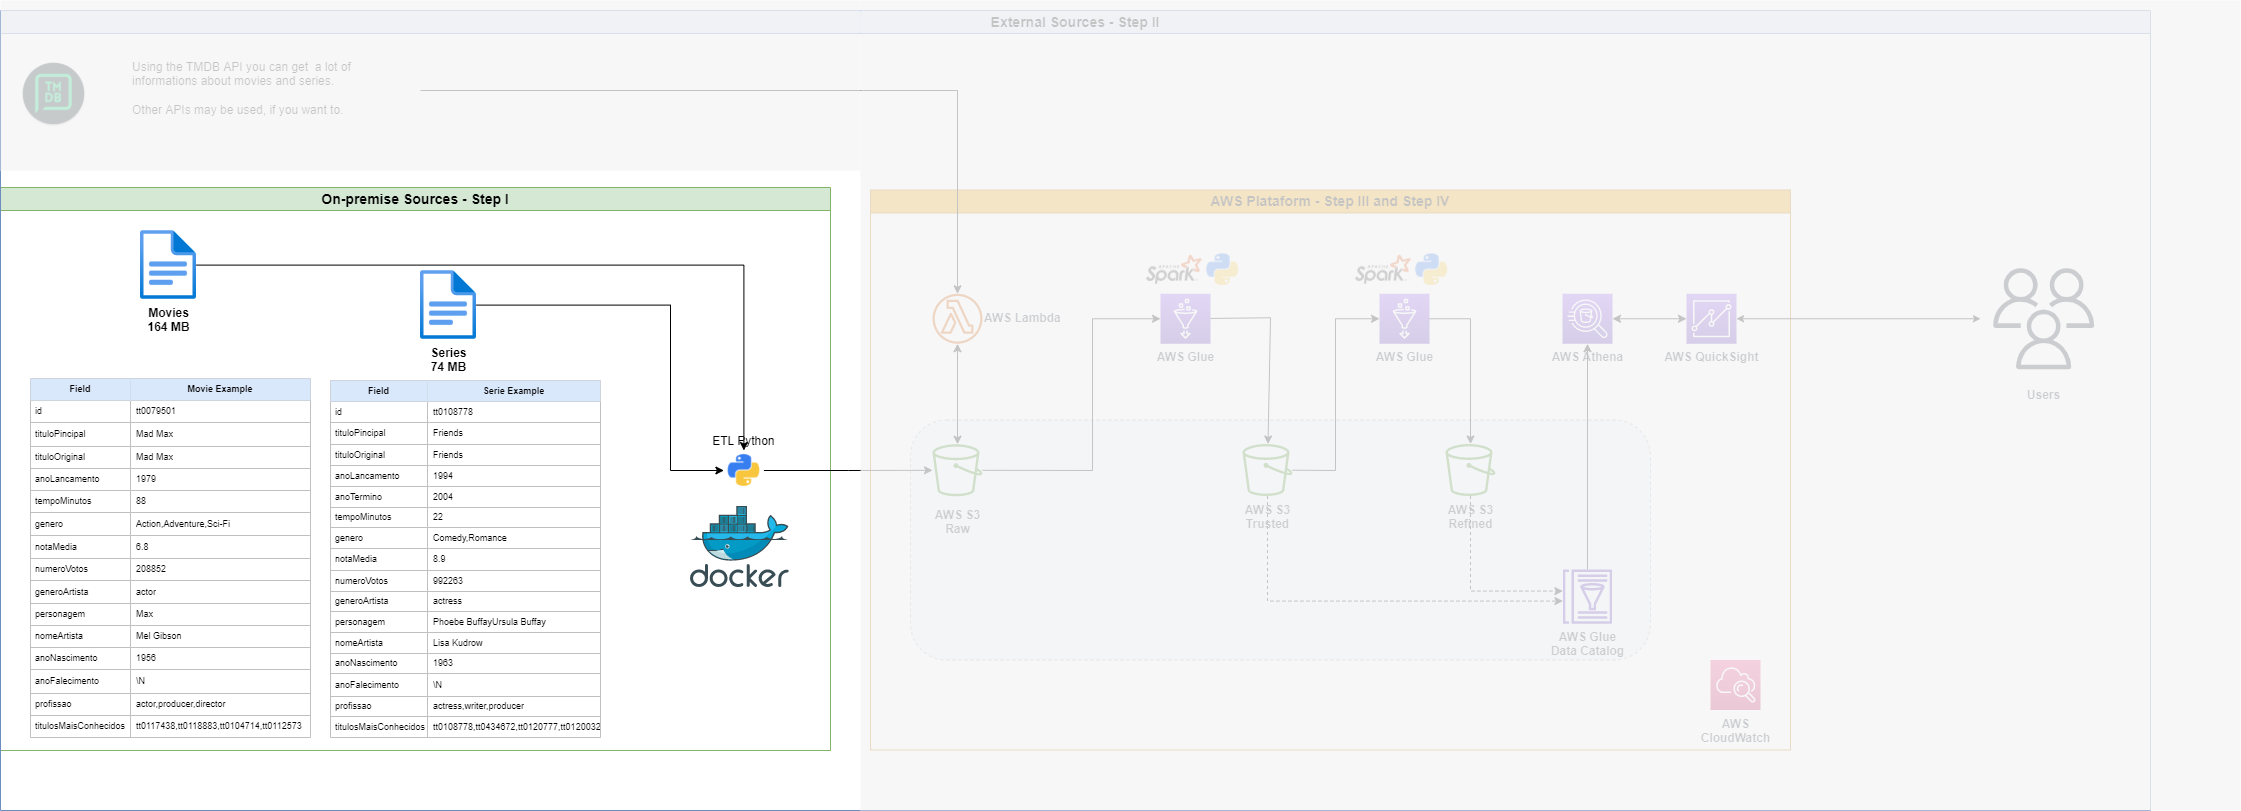 External Sources - Step II
TM
DB
Using the TMDB API you can get a lot of
informations about movies and series.
Other APIs may be used, if you want to.
On-premise Sources - Step I
Movies
164 MB
Series
74 MB
Field Movie Example
id tt0079501
tituloPincipal Mad Max
tituloOriginal Mad Max
anoLancamento 1979
tempoMinutos 88
genero Action,Adventure,Sci-Fi
notaMedia 6.8
numeroVotos 208852
generoArtista actor
personagem Max
nomeArtista Mel Gibson
anoNascimento 1956
anoFalecimento \N
profissao actor,producer,director
titulosMaisConhecidos tt0117438,tt0118883,tt0104714,tt0112573
Field Serie Example
id tt0108778
tituloPincipal Friends
tituloOriginal Friends
anoLancamento 1994
anoTermino 2004
tempoMinutos 22
genero Comedy,Romance
notaMedia 8.9
numeroVotos 992263
generoArtista actress
personagem Phoebe BuffayUrsula Buffay
nomeArtista Lisa Kudrow
anoNascimento 1963
anoFalecimento \N
profissao actress,writer,producer
titulosMaisConhecidos tt0108778,tt0434672,tt0120777,tt0120032
ETL Python
docker
AWS Plataform - Step III and Step IV
APACHE
Spark
APACHE
Spark
AWS Lambda
AWS Glue
AWS Glue
AWS Athena
AWS QuickSight
Users
AWS S3
Raw
AWS S3
Trusted
AWS S3
Refined
AWS Glue
Data Catalog
AWS
CloudWatch